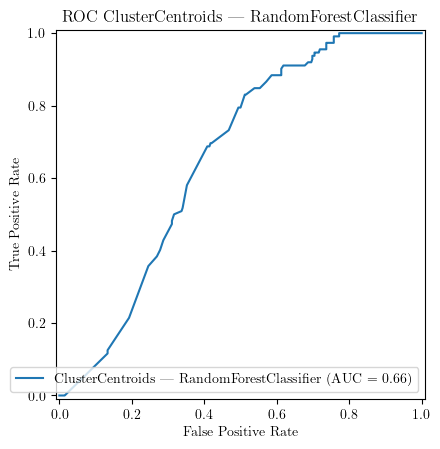 ROC ClusterCentroids — RandomForestClassifier
1.0
0.8
0.6
0.4
0.2
0.0
True Positive Rate
ClusterCentroids — RandomForestClassifier (AUC = 0.66)
0.0 0.2 0.4 0.6 0.8 1.0
False Positive Rate